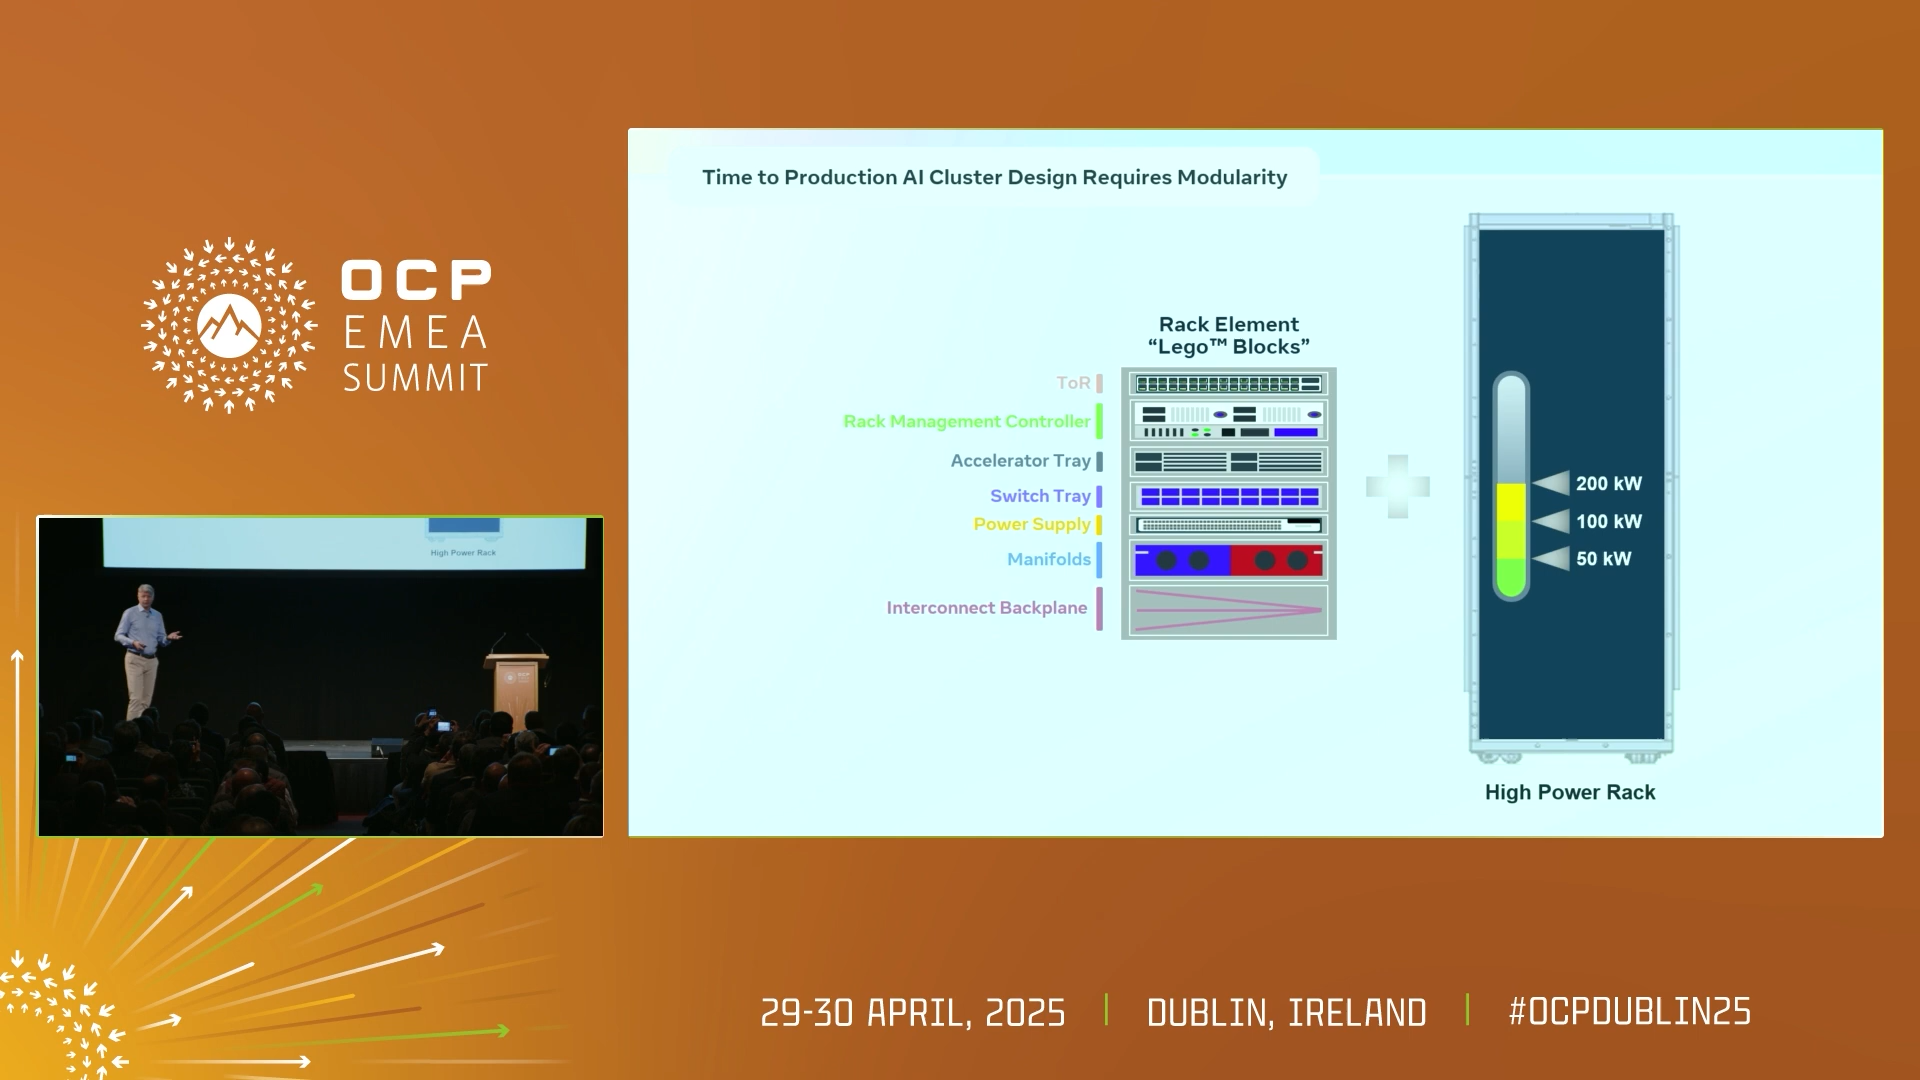 OCP
EMEA
SUMMIT
Time to Production AI Cluster Design Requires Modularity
Rack Element
“Lego™ Blocks”
ToR
Rack Management Controller
Accelerator Tray
Switch Tray
Power Supply
Manifolds
Interconnect Backplane
200 kW
100 kW
50 kW
High Power Rack
High Power Rack
OCP
29-30 APRIL, 2025
DUBLIN, IRELAND
#OCPDUBLIN25